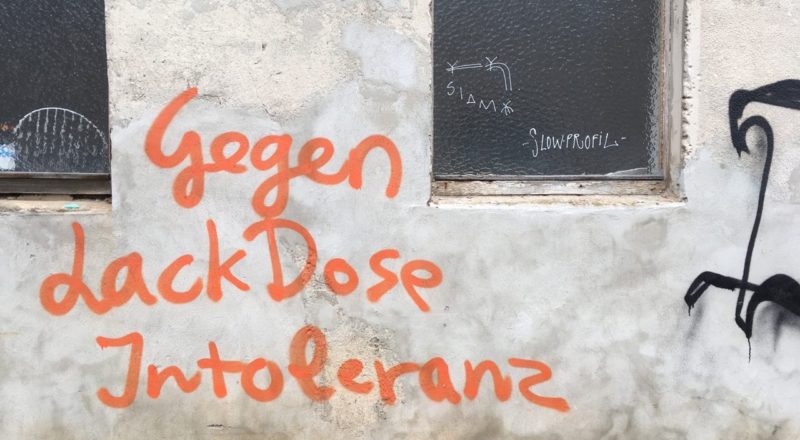 Gegen
LackDose
Intoleranz
SIAM
-SLOWPROFIL-